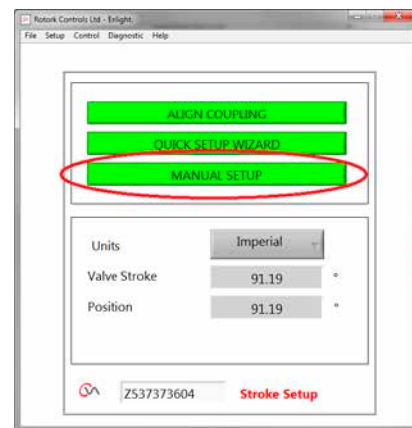 Rotork Controls Ltd - Enlight.
File Setup Control Diagnostic Help
ALIGN COUPLING
QUICK SETUP WIZARD
MANUAL SETUP
Units Imperial
Valve Stroke 91.19 °
Position 91.19 °
Z537373604 Stroke Setup